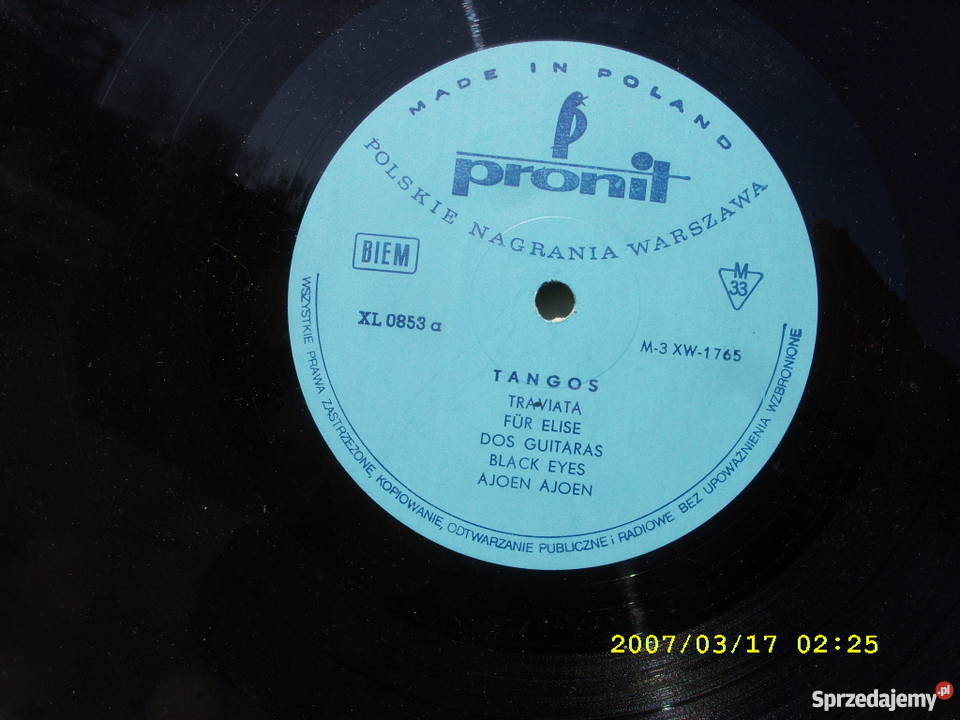 MADE IN POLAND
pronit
POLSKIE NAGRANIA WARSZAWA
BIEM
M
33
XL 0853 a
M-3 XW-1765
TANGOS
TRAVIATA
FÜR ELISE
DOS GUITARAS
BLACK EYES
AJOEN AJOEN
WSZYSTKIE PRAWA ZASTRZEŻONE, KOPIOWANIE, ODTWARZANIE PUBLICZNE i RADIOWE BEZ UPOWAŻNIENIA WZBRONIONE
2007/03/17 02:25
Sprzedajemy.pl